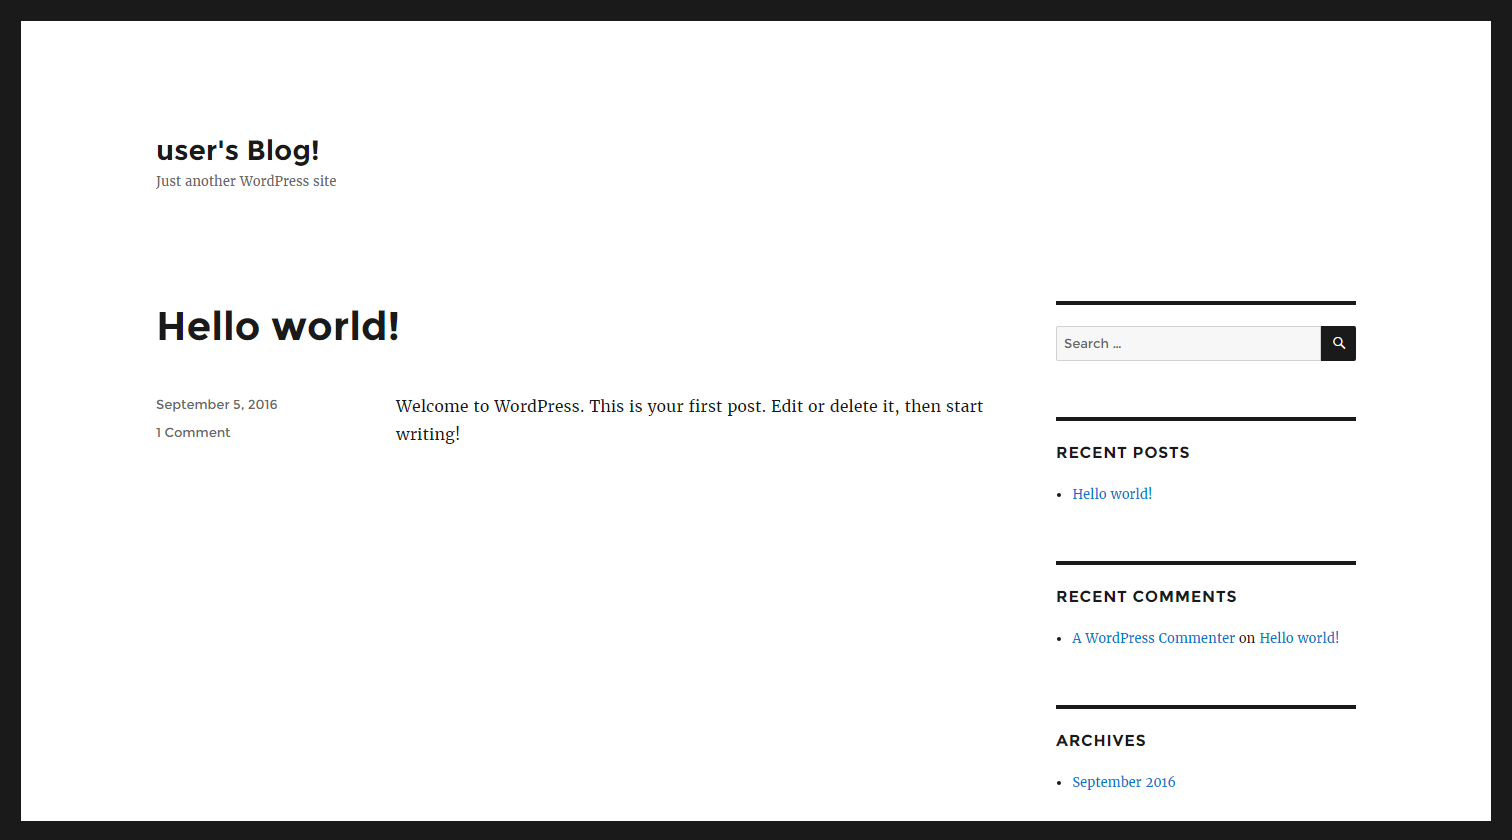 user's Blog!
Just another WordPress site
Hello world!
September 5, 2016
1 Comment
Welcome to WordPress. This is your first post. Edit or delete it, then start
writing!
Search …
RECENT POSTS
Hello world!
RECENT COMMENTS
A WordPress Commenter on Hello world!
ARCHIVES
September 2016